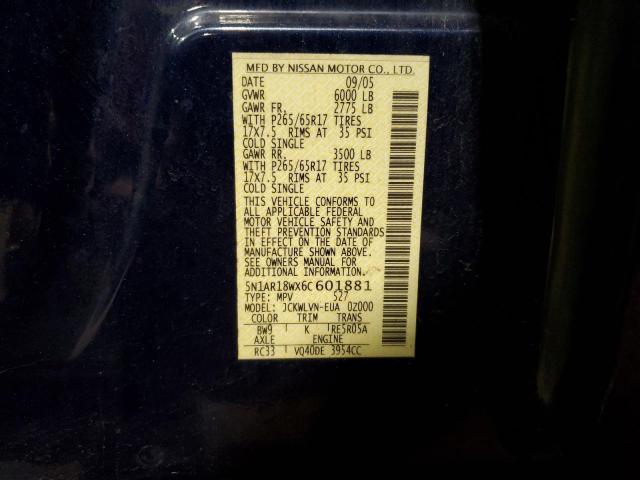 MFD BY NISSAN MOTOR CO., LTD.
DATE 09/05
GVWR 6000 LB
GAWR FR. 2775 LB
WITH P265/65R17 TIRES
17X7.5 RIMS AT 35 PSI
COLD SINGLE
GAWR RR. 3500 LB
WITH P265/65R17 TIRES
17X7.5 RIMS AT 35 PSI
COLD SINGLE
THIS VEHICLE CONFORMS TO
ALL APPLICABLE FEDERAL
MOTOR VEHICLE SAFETY AND
THEFT PREVENTION STANDARDS
IN EFFECT ON THE DATE OF
MANUFACTURE SHOWN ABOVE.
SEE OWNERS MANUAL FOR
ADDITIONAL INFORMATION.
5N1AR18WX6C601881
TYPE: MPV 527
MODEL: JCKWLVN-EUA 0Z000
COLOR TRIM TRANS
BW9 K RE5R05A
AXLE ENGINE
RC33 VQ40DE 3954CC